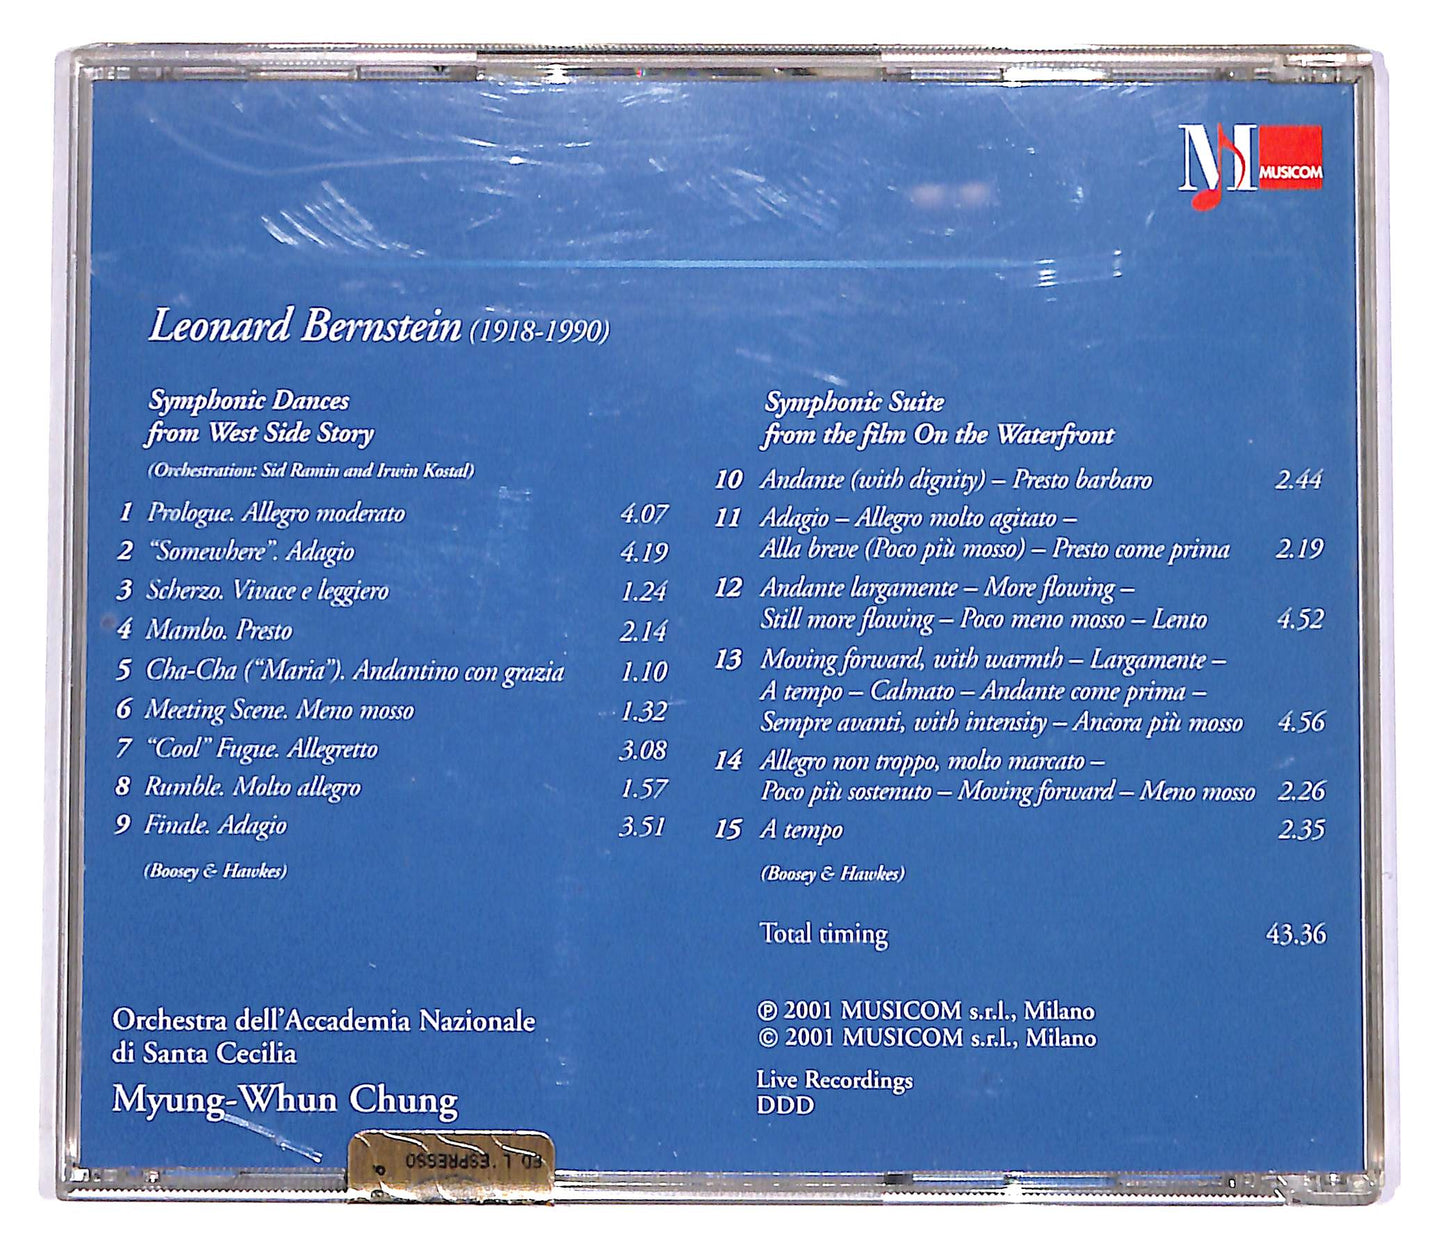 M
MUSICOM
Leonard Bernstein (1918-1990)
Symphonic Dances
from West Side Story
(Orchestration: Sid Ramin and Irwin Kostal)
1 Prologue. Allegro moderato 4.07
2 “Somewhere”. Adagio 4.19
3 Scherzo. Vivace e leggiero 1.24
4 Mambo. Presto 2.14
5 Cha-Cha (“Maria”). Andantino con grazia 1.10
6 Meeting Scene. Meno mosso 1.32
7 “Cool” Fugue. Allegretto 3.08
8 Rumble. Molto allegro 1.57
9 Finale. Adagio 3.51
(Boosey & Hawkes)
Symphonic Suite
from the film On the Waterfront
10 Andante (with dignity) – Presto barbaro 2.44
11 Adagio – Allegro molto agitato –
Alla breve (Poco più mosso) – Presto come prima 2.19
12 Andante largamente – More flowing –
Still more flowing – Poco meno mosso – Lento 4.52
13 Moving forward, with warmth – Largamente –
A tempo – Calmato – Andante come prima –
Sempre avanti, with intensity – Ancora più mosso 4.56
14 Allegro non troppo, molto marcato –
Poco più sostenuto – Moving forward – Meno mosso 2.26
15 A tempo 2.35
(Boosey & Hawkes)
Total timing 43.36
Orchestra dell’Accademia Nazionale
di Santa Cecilia
Myung-Whun Chung
℗ 2001 MUSICOM s.r.l., Milano
© 2001 MUSICOM s.r.l., Milano
Live Recordings
DDD
ED L'ESPRESSO